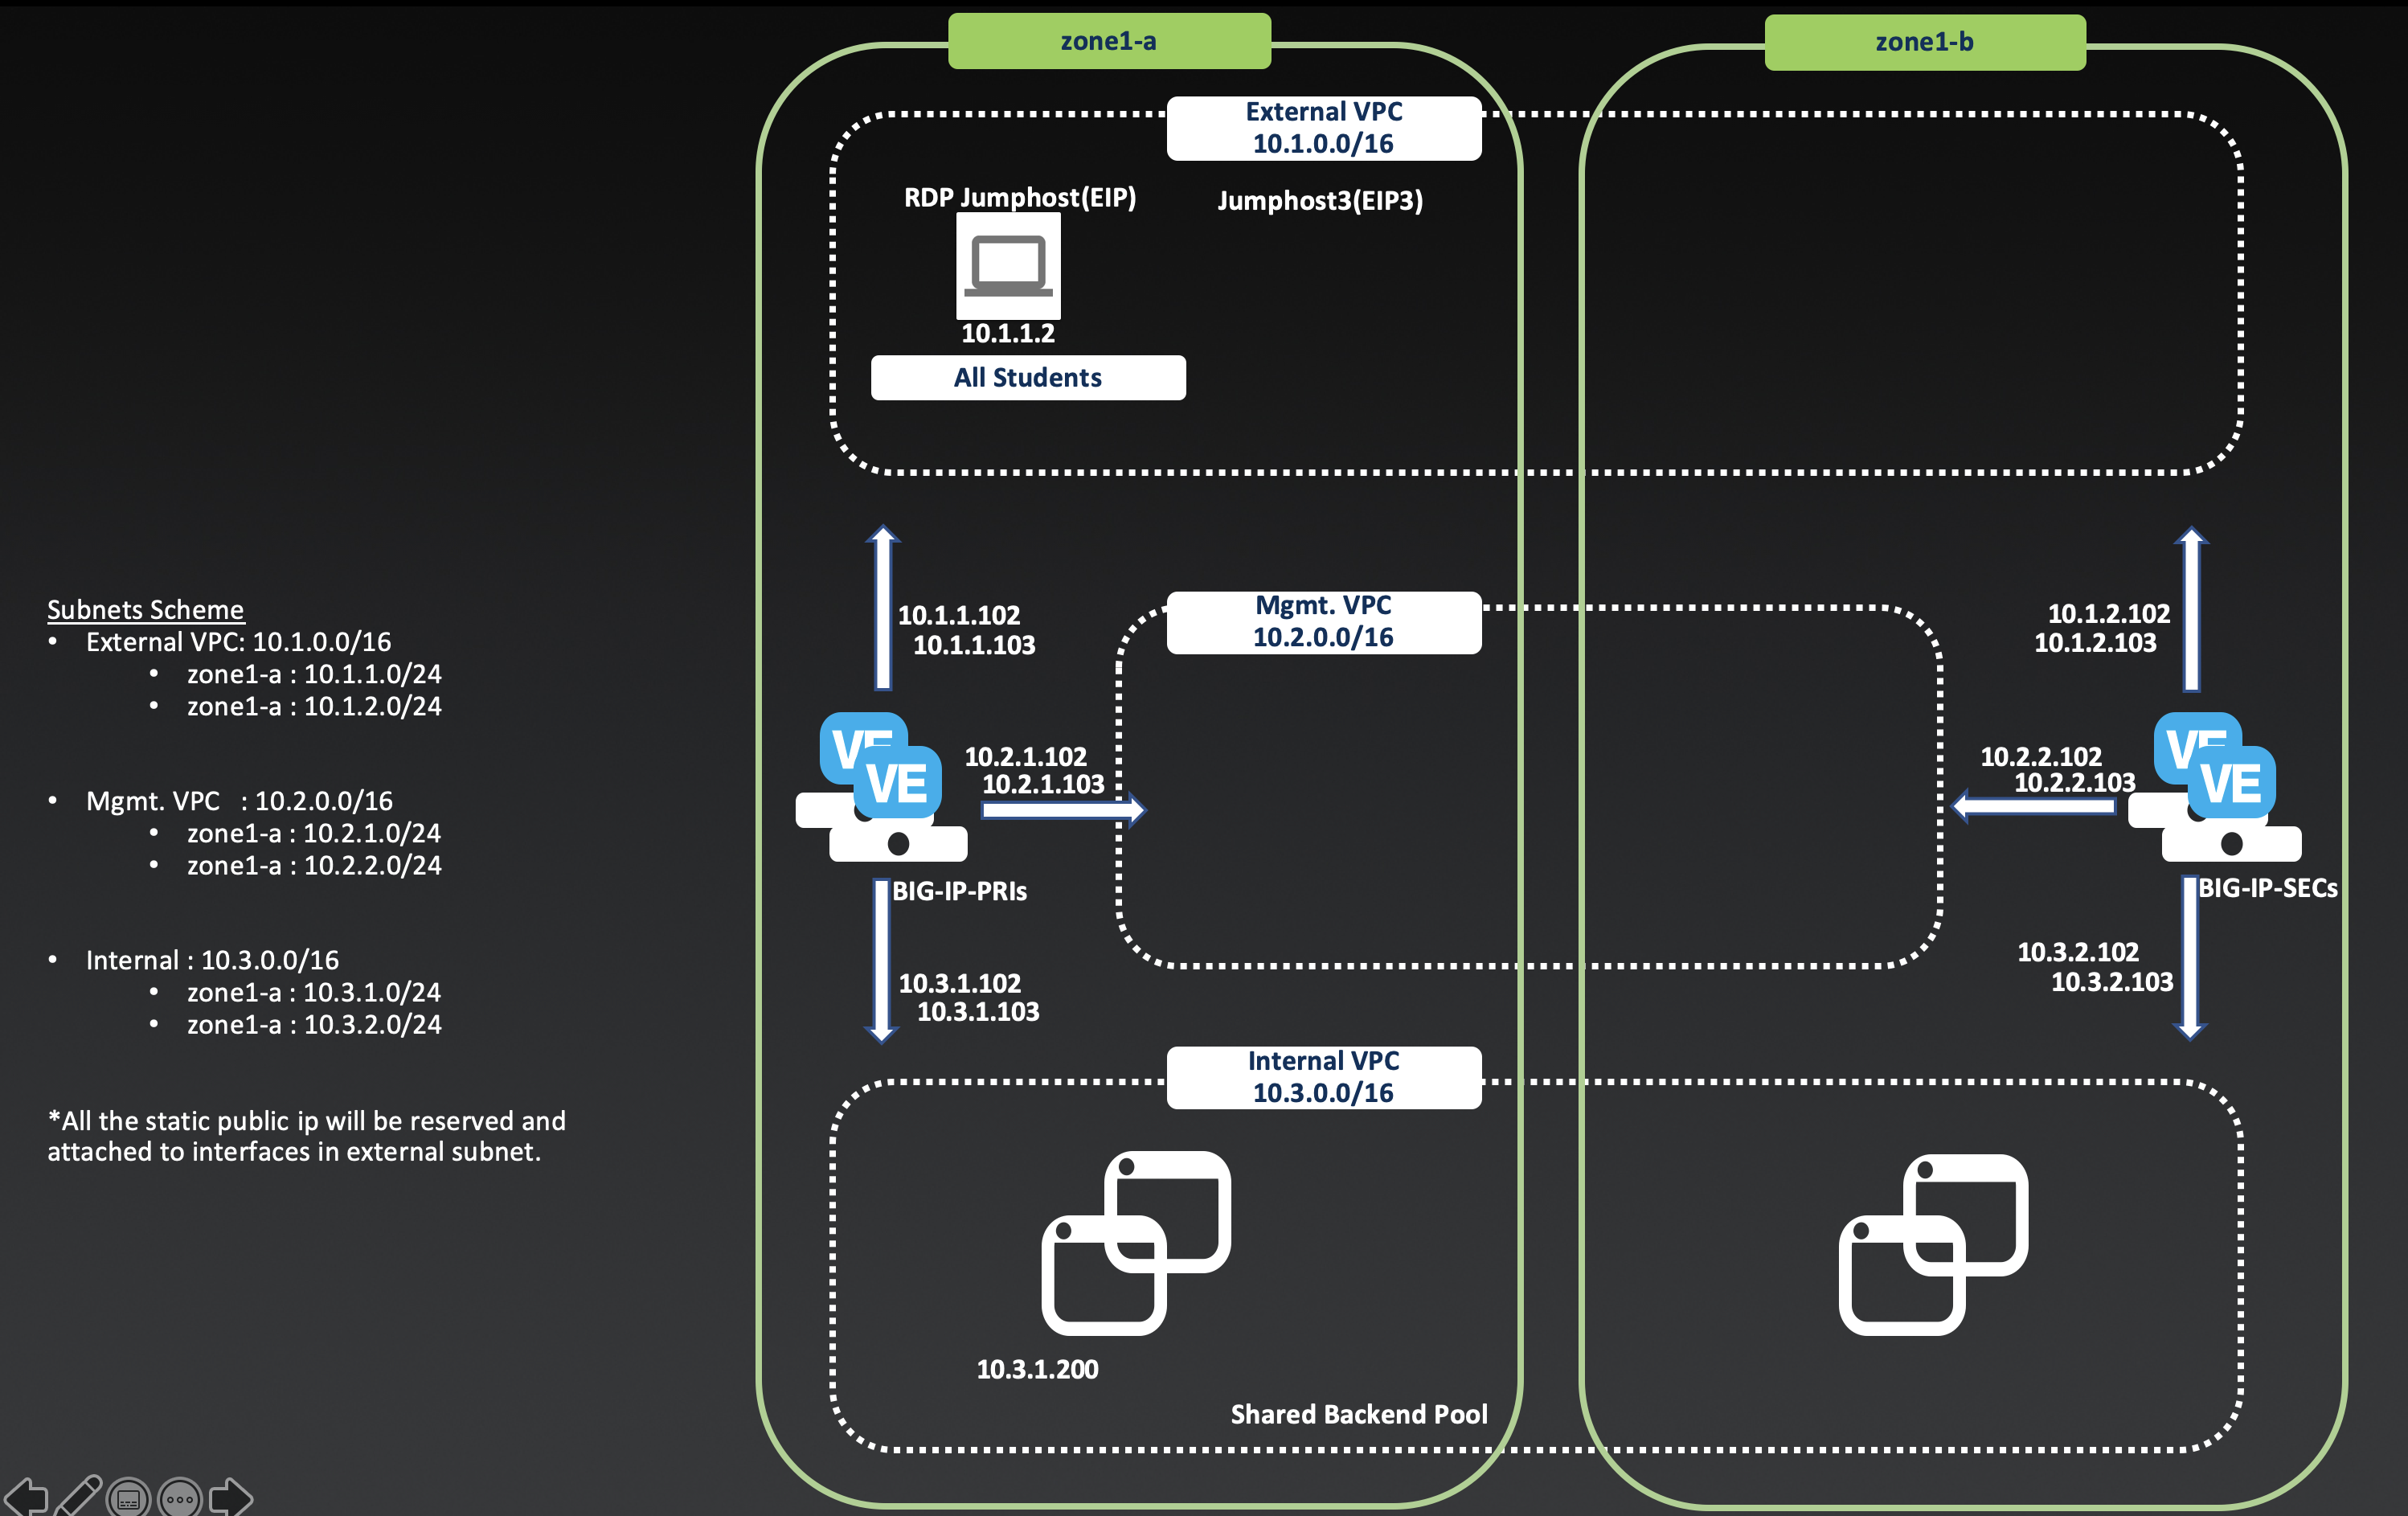 zone1-a
zone1-b
External VPC
10.1.0.0/16
RDP Jumphost(EIP)
Jumphost3(EIP3)
10.1.1.2
All Students
Subnets Scheme
• External VPC: 10.1.0.0/16
• zone1-a : 10.1.1.0/24
• zone1-a : 10.1.2.0/24
• Mgmt. VPC : 10.2.0.0/16
• zone1-a : 10.2.1.0/24
• zone1-a : 10.2.2.0/24
• Internal : 10.3.0.0/16
• zone1-a : 10.3.1.0/24
• zone1-a : 10.3.2.0/24
*All the static public ip will be reserved and
attached to interfaces in external subnet.
10.1.1.102
10.1.1.103
Mgmt. VPC
10.2.0.0/16
10.1.2.102
10.1.2.103
VE
VE
10.2.1.102
10.2.1.103
BIG-IP-PRIs
10.2.2.102
10.2.2.103
VE
VE
BIG-IP-SECs
10.3.1.102
10.3.1.103
10.3.2.102
10.3.2.103
Internal VPC
10.3.0.0/16
10.3.1.200
Shared Backend Pool